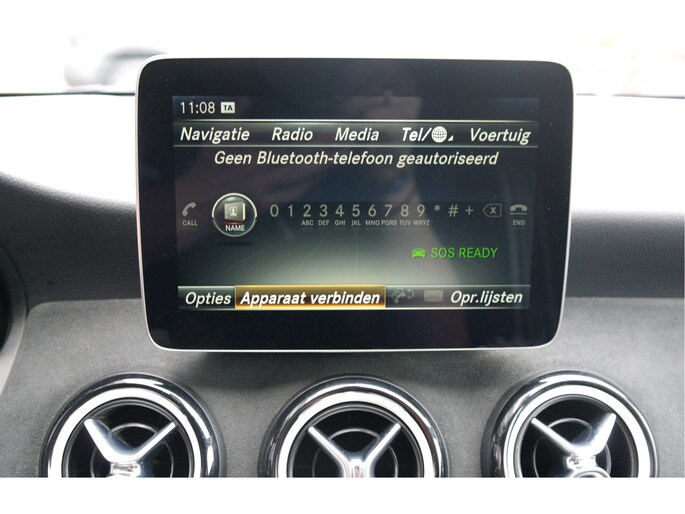 11:08 TA
Navigatie Radio Media Tel/ Voertuig
Geen Bluetooth-telefoon geautoriseerd
0 1 2 3 4 5 6 7 8 9 * # +
CALL NAME ABC DEF GHI JKL MNO PQRS TUV WXYZ END
SOS READY
Opties Apparaat verbinden Opr.lijsten